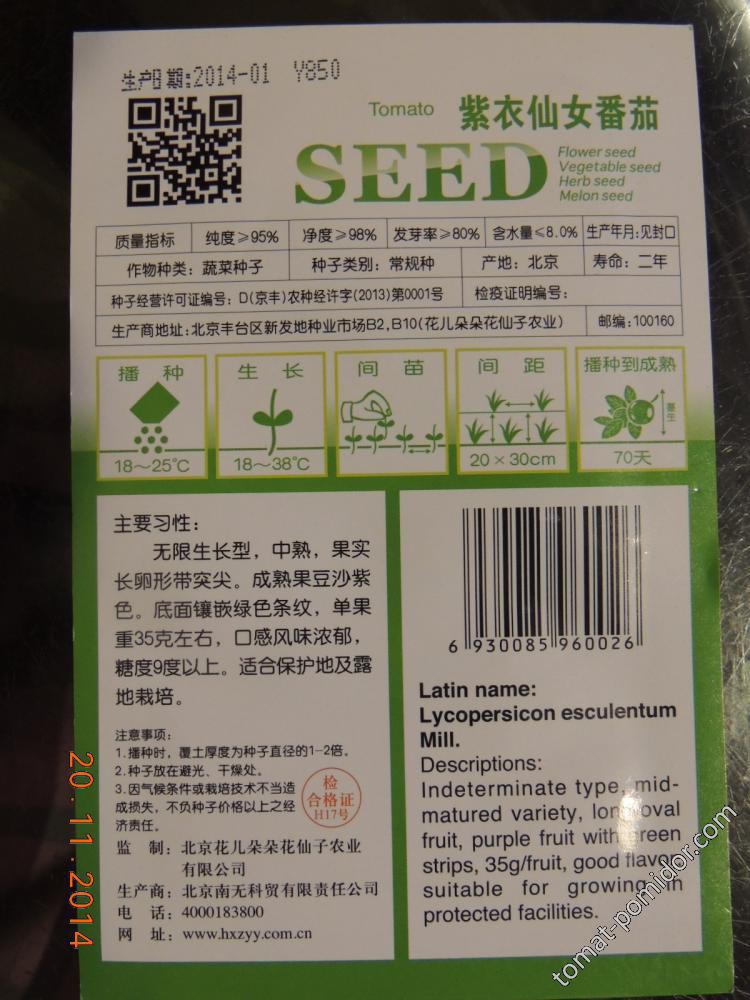 生产日期:2014-01 Y850
Tomato 紫衣仙女番茄
SEED
Flower seed
Vegetable seed
Herb seed
Melon seed
质量指标 纯度≥95% 净度≥98% 发芽率≥80% 含水量≤8.0% 生产年月:见封口
作物种类：蔬菜种子 种子类别：常规种 产地：北京 寿命：二年
种子经营许可证编号：D(京丰)农种经许字(2013)第0001号 检疫证明编号：
生产商地址:北京丰台区新发地种业市场B2,B10(花儿朵朵花仙子农业) 邮编:100160
播 种 生 长 间 苗 间 距 播种到成熟
18～25℃ 18～38℃ 20×30cm 70天
主要习性：
无限生长型，中熟，果实
长卵形带突尖。成熟果豆沙紫
色。底面镶嵌绿色条纹，单果
重35克左右，口感风味浓郁，
糖度9度以上。适合保护地及露
地栽培。
注意事项：
1.播种时，覆土厚度为种子直径的1-2倍。
2.种子放在避光、干燥处。
3.因气候条件或栽培技术不当造
成损失，不负种子价格以上之经
济责任。
检
合格证
H17号
监 制：北京花儿朵朵花仙子农业
有限公司
生产商：北京南无科贸有限责任公司
电 话：4000183800
网 址：www.hxzyy.com.cn
6 930085 960026
Latin name:
Lycopersicon esculentum
Mill.
Descriptions:
Indeterminate type, mid-
matured variety, long oval
fruit, purple fruit with green
strips, 35g/fruit, good flavor,
suitable for growing in
protected facilities.
20.11.2014
tomat-pomidor.com